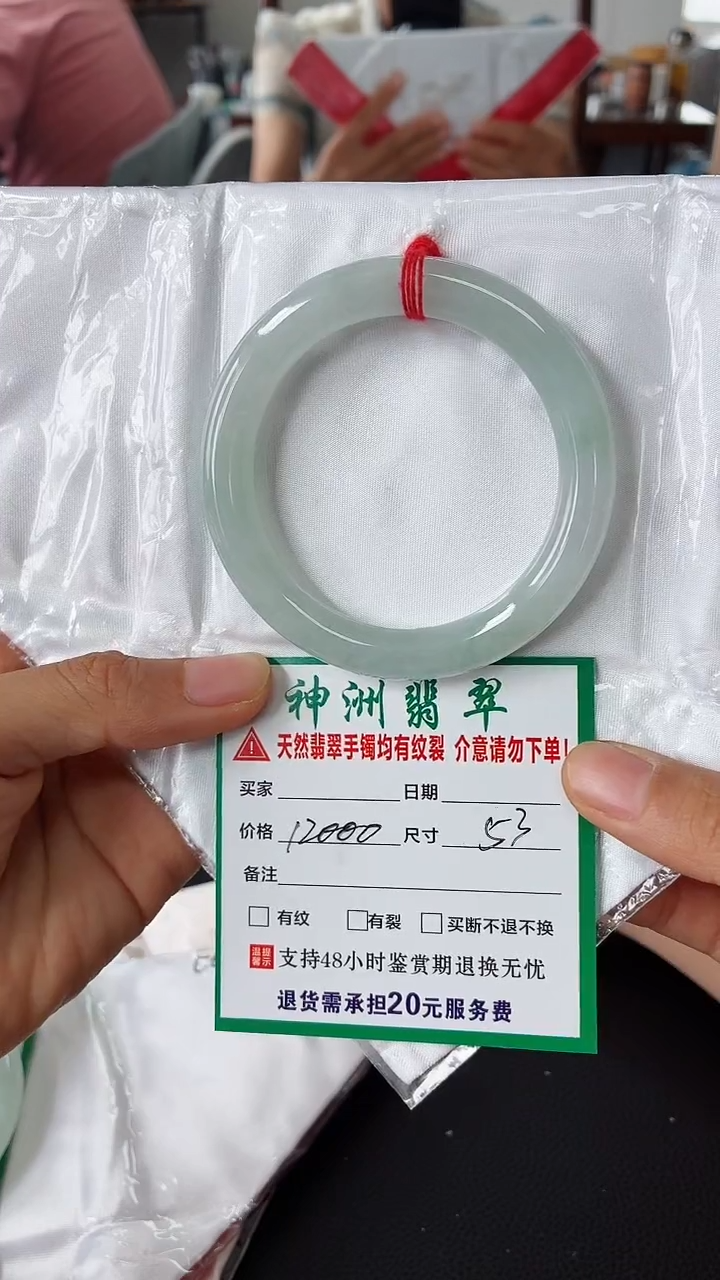 神洲翡翠
天然翡翠手镯均有纹裂 介意请勿下单!
买家 日期
价格 12000 尺寸 53
备注
有纹 有裂 买断不退不换
温馨提示 支持48小时鉴赏期退换无忧
退货需承担20元服务费